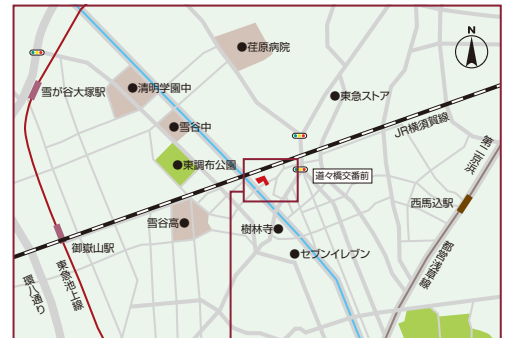 N
荏原病院
清明学園中
雪が谷大塚駅
東急ストア
雪谷中
JR横須賀線
第二京浜
東調布公園
道々橋交番前
西馬込駅
雪谷高
樹林寺
御嶽山駅
セブンイレブン
都営浅草線
東急池上線
環八通り